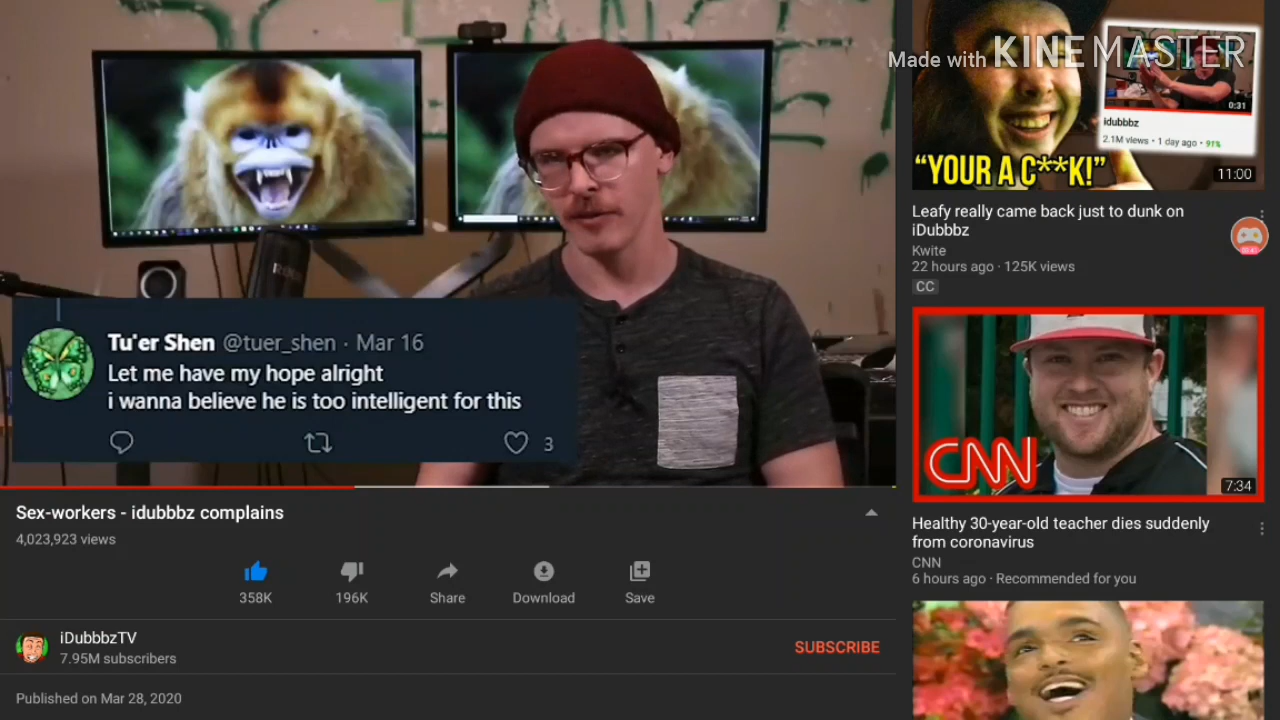 Made with KINEMASTER
Tu'er Shen @tuer_shen · Mar 16
Let me have my hope alright
i wanna believe he is too intelligent for this
3
Sex-workers - idubbbz complains
4,023,923 views
358K
196K
Share
Download
Save
iDubbbzTV
7.95M subscribers
SUBSCRIBE
Published on Mar 28, 2020
0:31
idubbbz
2.1M views • 1 day ago • 91%
"YOUR A C**K!"
11:00
Leafy really came back just to dunk on
iDubbbz
Kwite
22 hours ago · 125K views
CC
CNN
7:34
Healthy 30-year-old teacher dies suddenly
from coronavirus
CNN
6 hours ago · Recommended for you